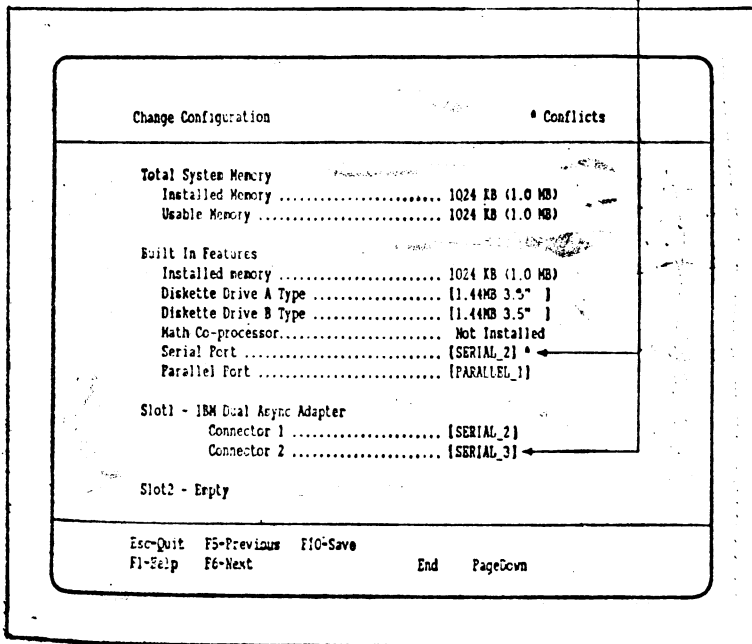 Change Configuration * Conflicts
Total System Memory
Installed Memory ........................ 1024 KB (1.0 MB)
Usable Memory ........................... 1024 KB (1.0 MB)
Built In Features
Installed memory ........................ 1024 KB (1.0 MB)
Diskette Drive A Type ................... [1.44MB 3.5" ]
Diskette Drive B Type ................... [1.44MB 3.5" ]
Math Co-processor........................ Not Installed
Serial Port ............................. [SERIAL_2] *
Parallel Port ........................... [PARALLEL_1]
Slot1 - IBM Dual Async Adapter
Connector 1 ...................... [SERIAL_2]
Connector 2 ...................... [SERIAL_3]
Slot2 - Empty
Esc-Quit F5-Previous F10-Save
F1-Help F6-Next End PageDown